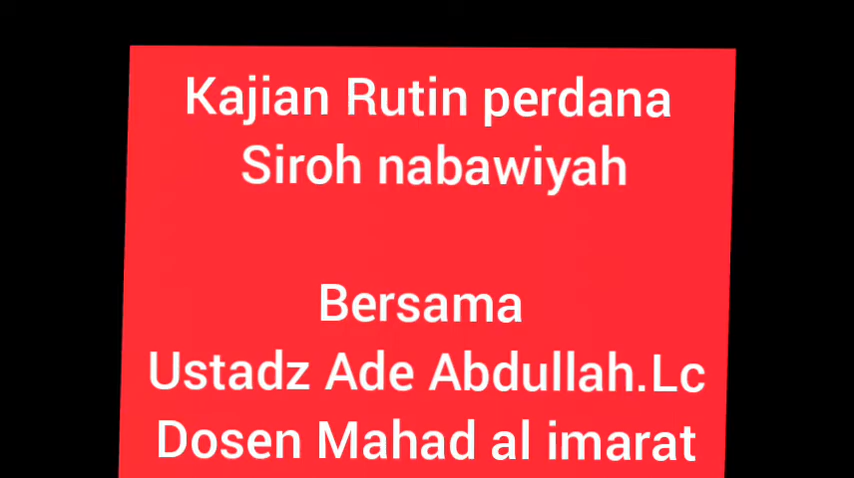 Kajian Rutin perdana
Siroh nabawiyah
Bersama
Ustadz Ade Abdullah.Lc
Dosen Mahad al imarat